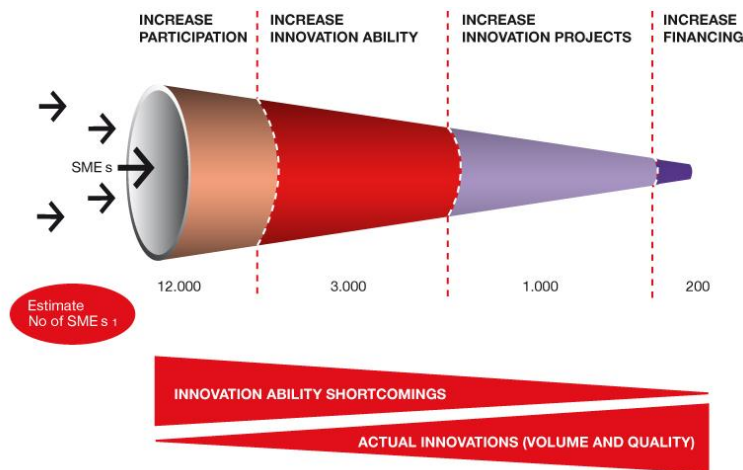 INCREASE
PARTICIPATION
INCREASE
INNOVATION ABILITY
INCREASE
INNOVATION PROJECTS
INCREASE
FINANCING
SME s
12.000
3.000
1.000
200
Estimate
No of SME s 1
INNOVATION ABILITY SHORTCOMINGS
ACTUAL INNOVATIONS (VOLUME AND QUALITY)